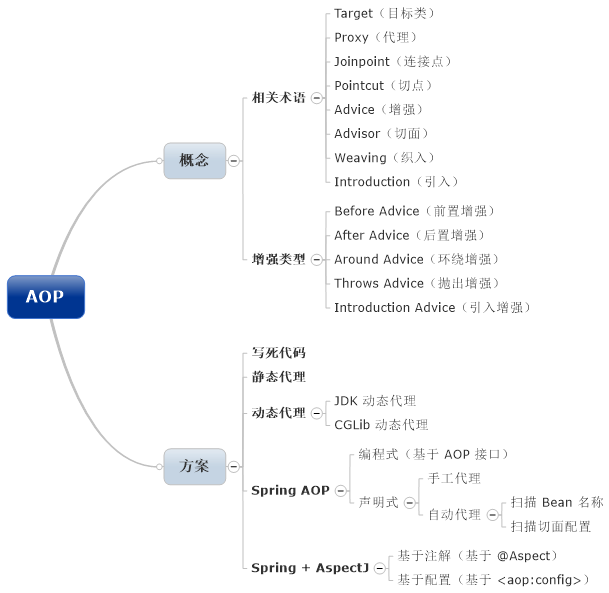 AOP
概念
相关术语
Target（目标类）
Proxy（代理）
Joinpoint（连接点）
Pointcut（切点）
Advice（增强）
Advisor（切面）
Weaving（织入）
Introduction（引入）
增强类型
Before Advice（前置增强）
After Advice（后置增强）
Around Advice（环绕增强）
Throws Advice（抛出增强）
Introduction Advice（引入增强）
方案
写死代码
静态代理
动态代理
JDK 动态代理
CGLib 动态代理
Spring AOP
编程式（基于 AOP 接口）
声明式
手工代理
自动代理
扫描 Bean 名称
扫描切面配置
Spring + AspectJ
基于注解（基于 @Aspect）
基于配置（基于 <aop:config>）